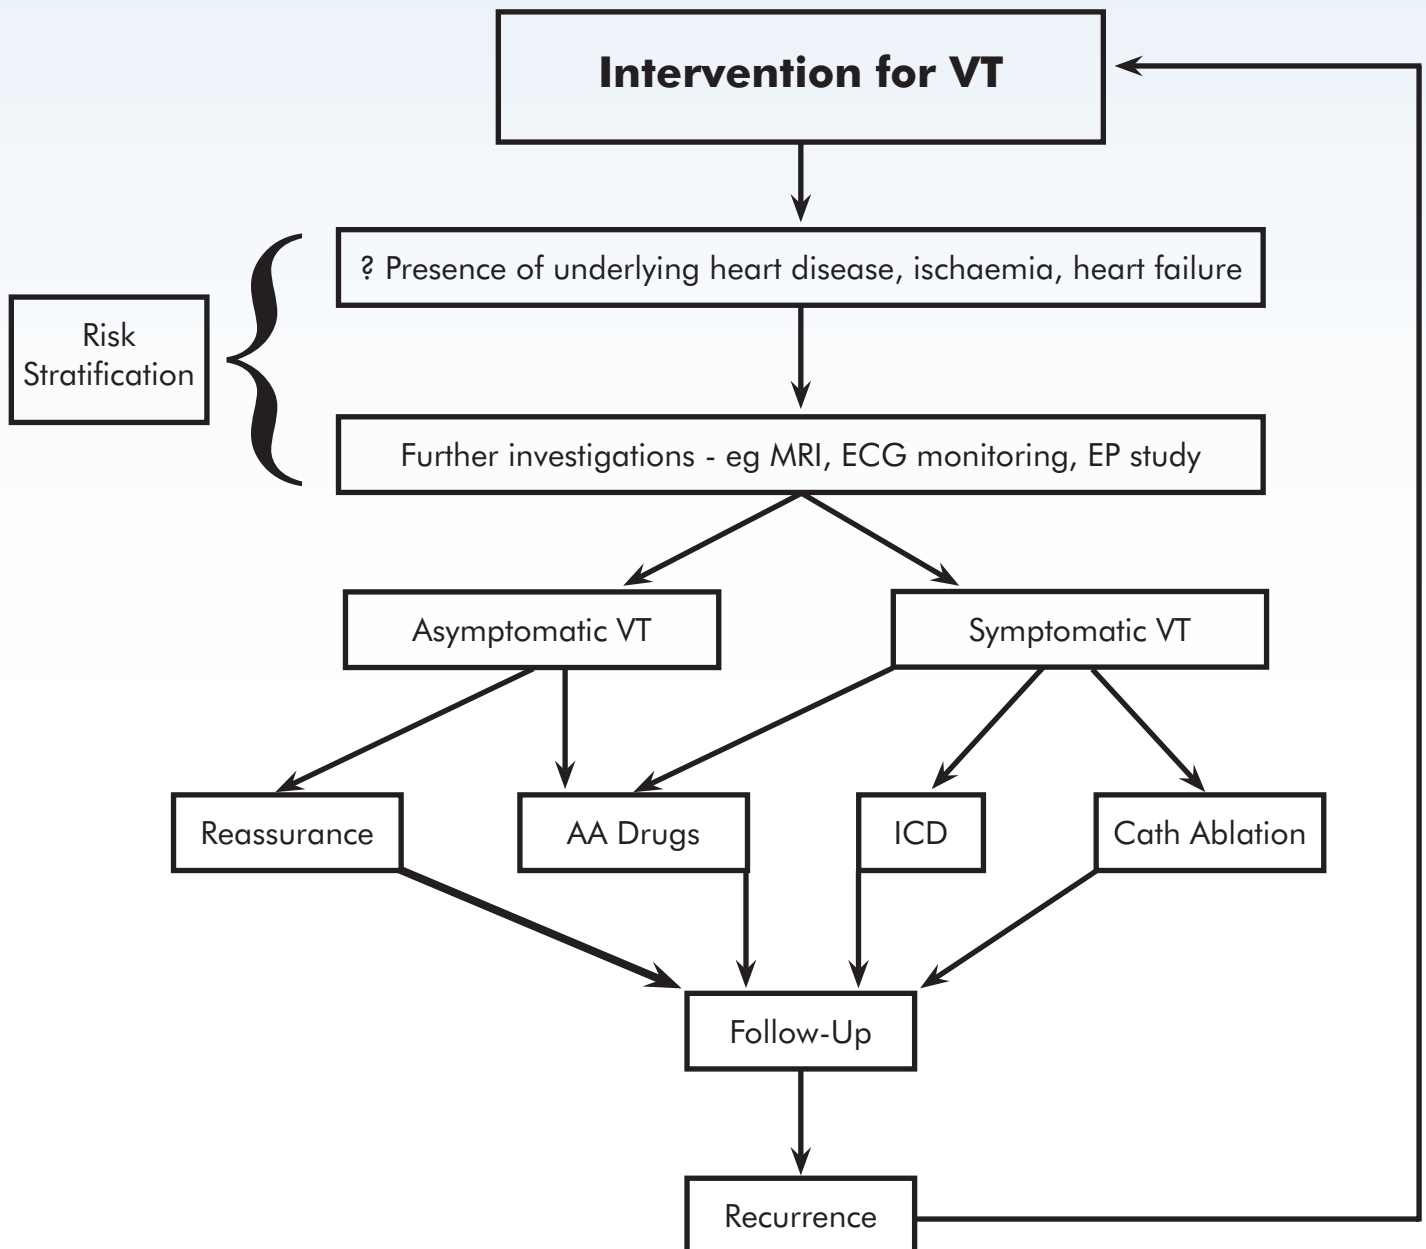 Intervention for VT
? Presence of underlying heart disease, ischaemia, heart failure
Risk
Stratification
Further investigations - eg MRI, ECG monitoring, EP study
Asymptomatic VT
Symptomatic VT
Reassurance
AA Drugs
ICD
Cath Ablation
Follow-Up
Recurrence